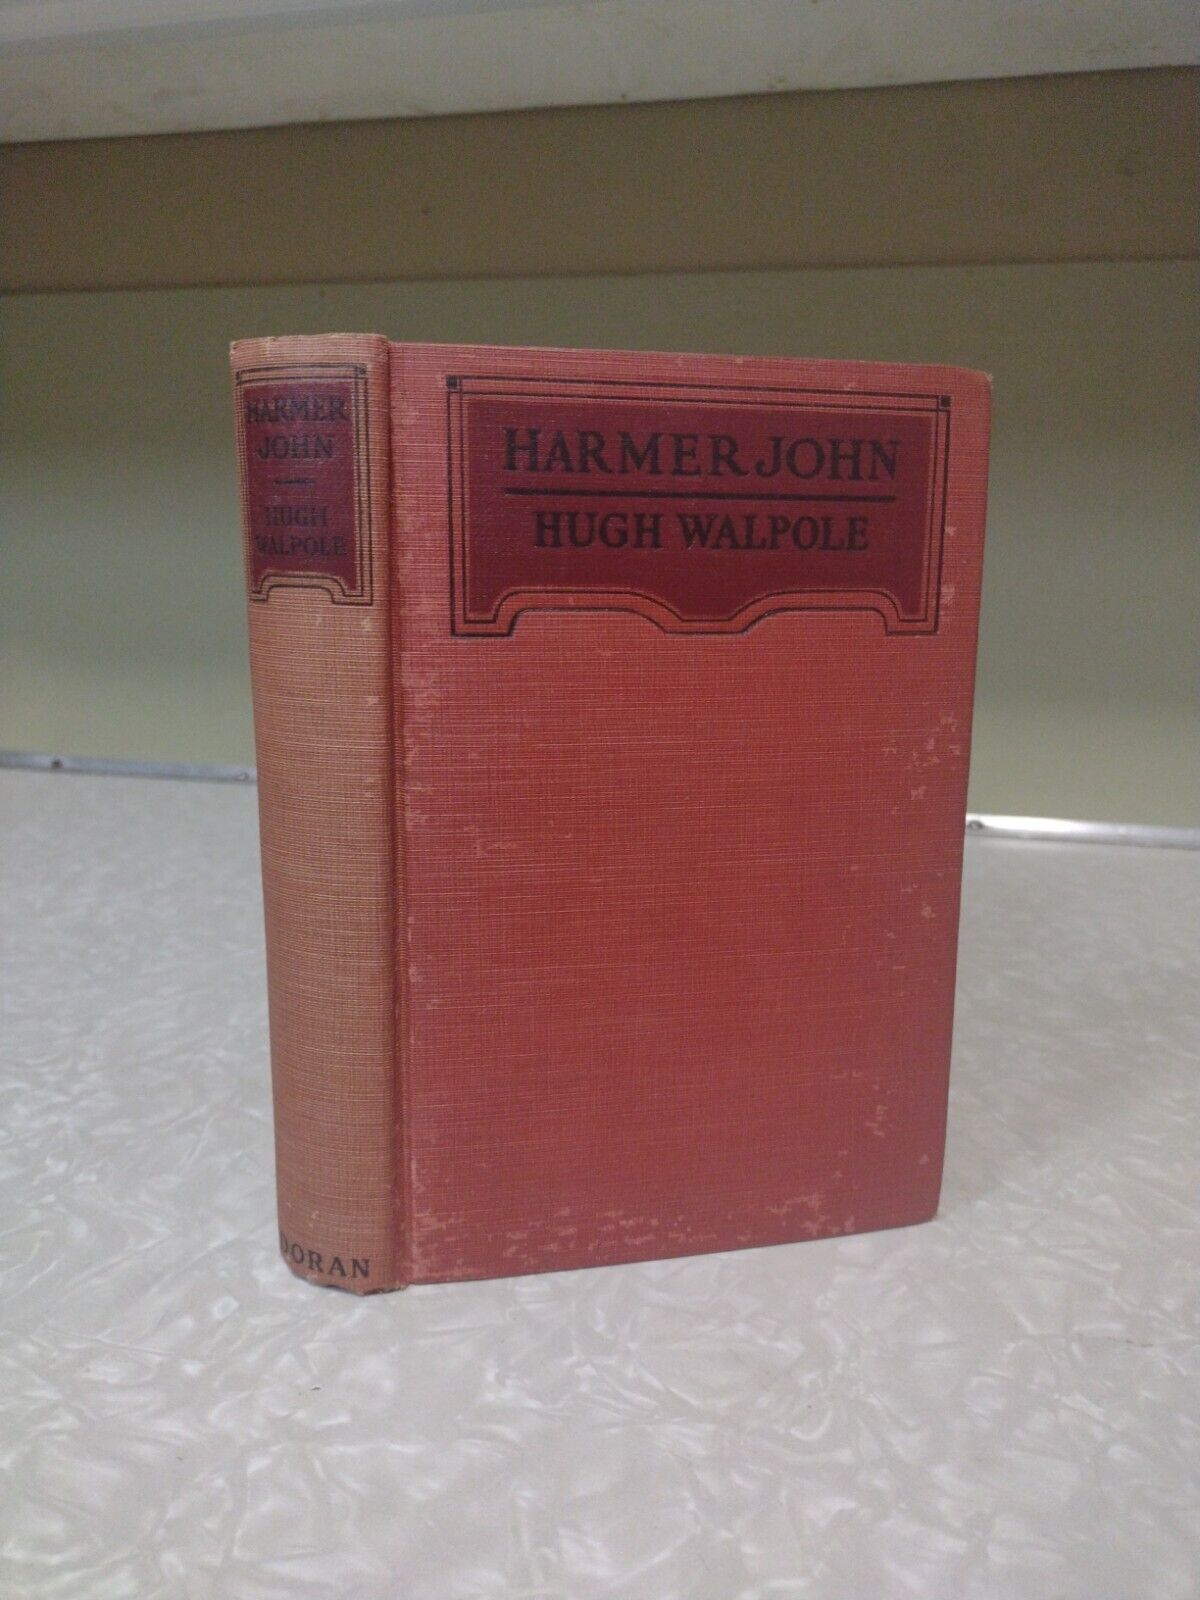 HARMER
JOHN
HUGH
WALPOLE
DORAN
HARMER JOHN
HUGH WALPOLE